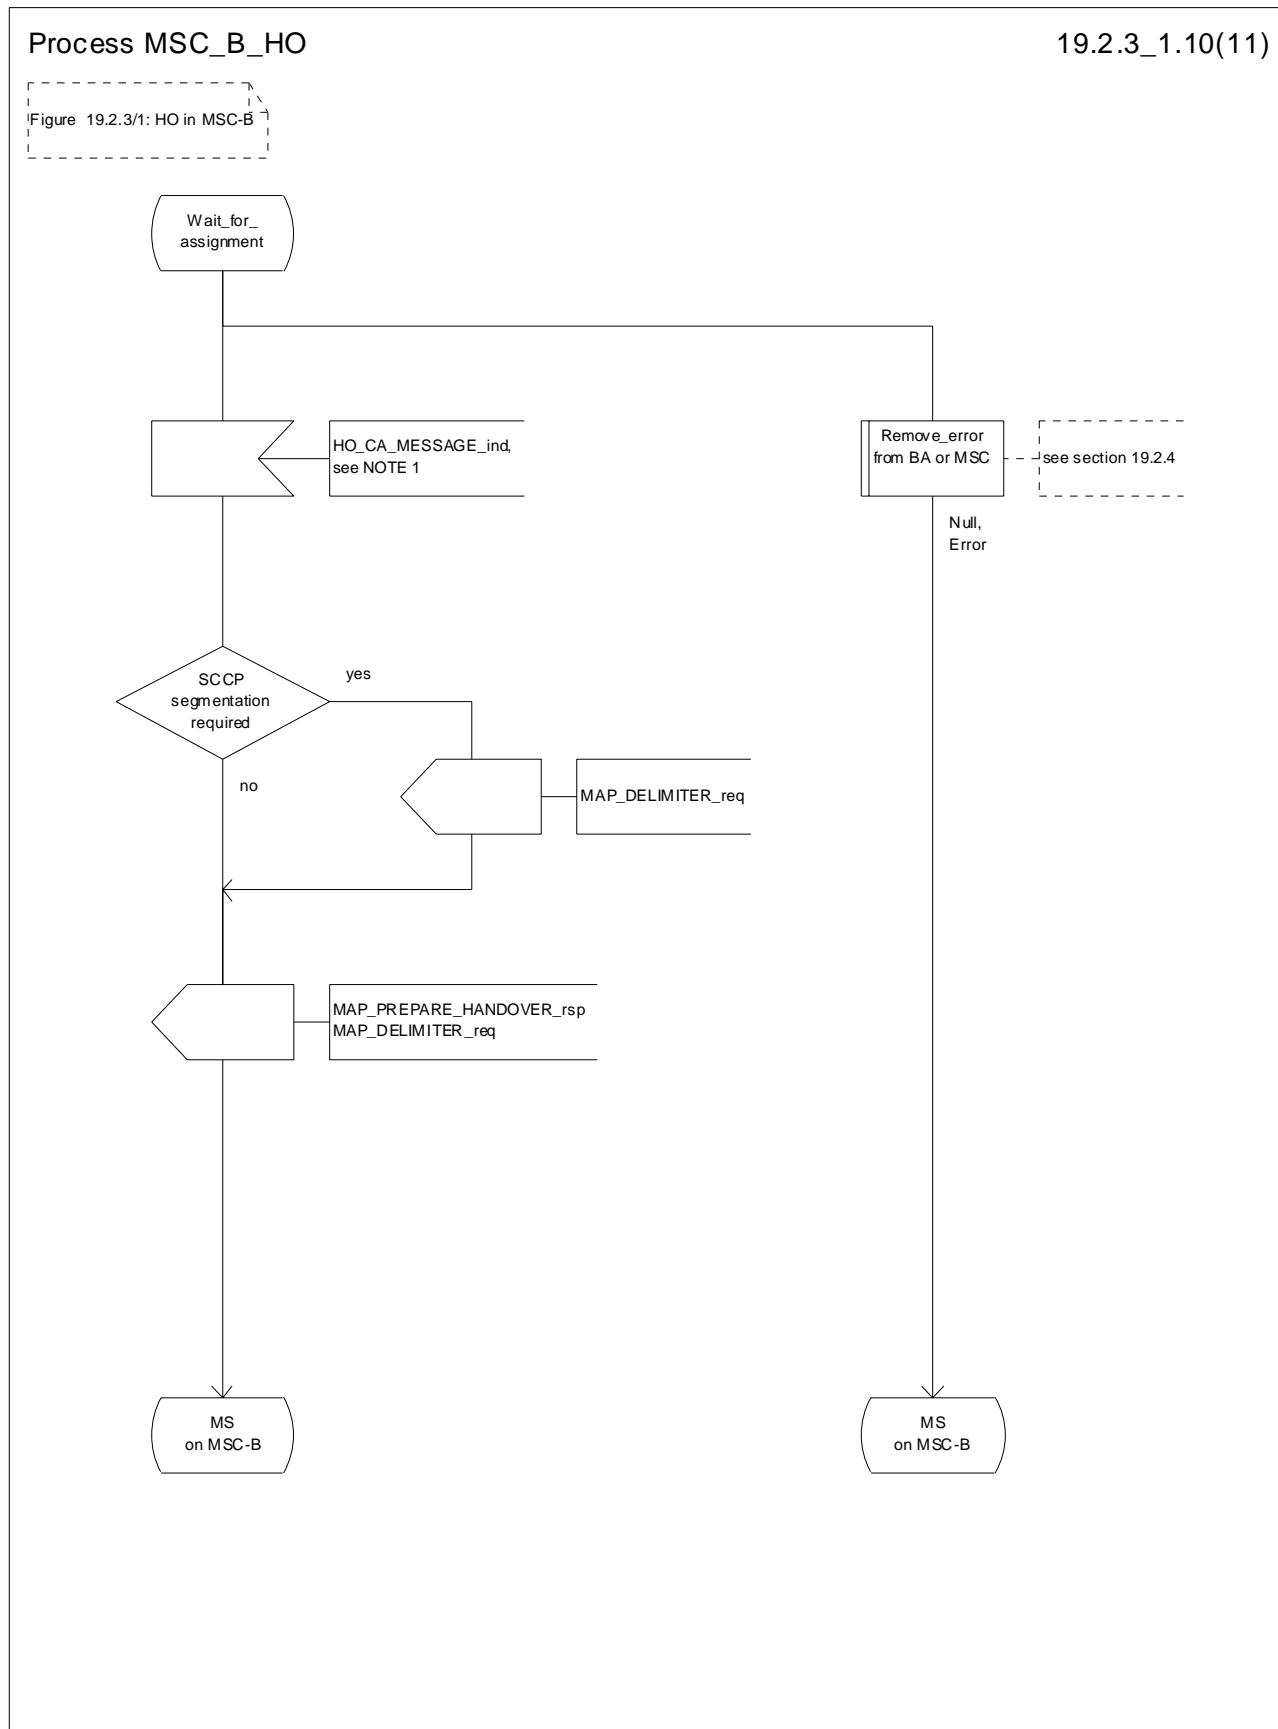 Process MSC_B_HO
19.2.3_1.10(11)
Figure 19.2.3/1: HO in MSC-B
Wait_for_
assignment
HO_CA_MESSAGE_ind,
see NOTE 1
Remove_error
from BA or MSC
see section 19.2.4
Null,
Error
SCCP
segmentation
required
yes
no
MAP_DELIMITER_req
MAP_PREPARE_HANDOVER_rsp
MAP_DELIMITER_req
MS
on MSC-B
MS
on MSC-B